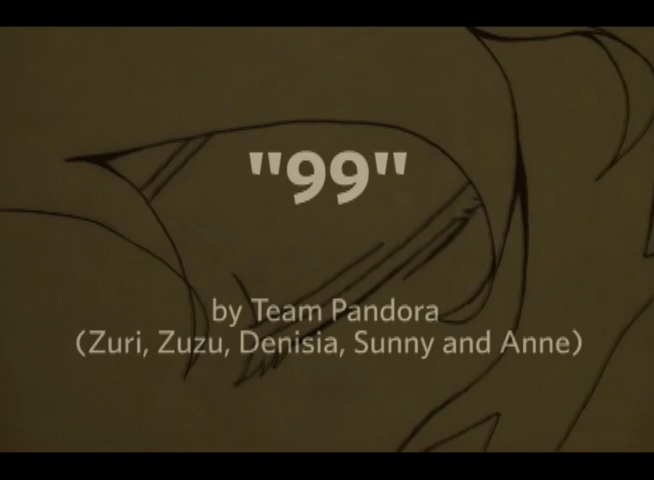 "99"
by Team Pandora
(Zuri, Zuzu, Denisia, Sunny and Anne)